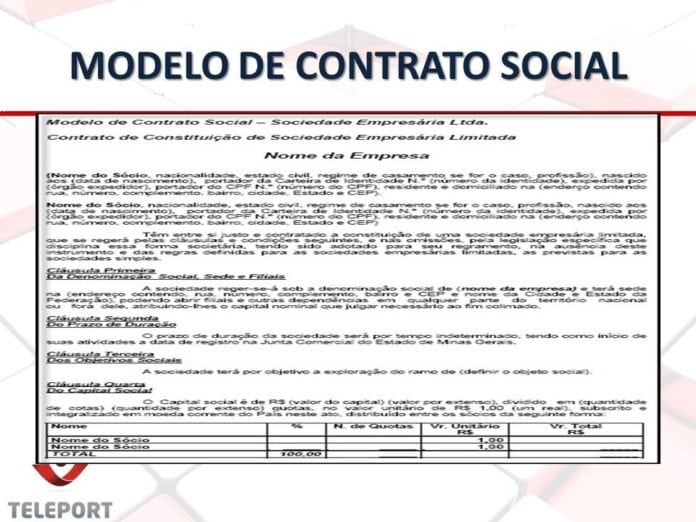 MODELO DE CONTRATO SOCIAL
Modelo de Contrato Social – Sociedade Empresária Ltda.
Contrato de Constituição de Sociedade Empresária Limitada
Nome da Empresa
(Nome do Sócio, nacionalidade, estado civil, regime de casamento se for o caso, profissão), nascido
aos (data de nascimento), portador da Carteira de Identidade N.º (número da identidade), expedida por
(órgão expedidor), portador do CPF N.º (número do CPF), residente e domiciliado na (endereço contendo
rua, número, complemento, bairro, cidade, Estado e CEP).
Nome do Sócio, nacionalidade, estado civil, regime de casamento se for o caso, profissão, nascido aos
(data de nascimento), portador da Carteira de Identidade N.º (número da identidade), expedida por
(órgão expedidor), portador do CPF N.º (número do CPF), residente e domiciliado na (endereço contendo
rua, número, complemento. bairro, cidade, Estado e CEP)
Têm entre si justo e contratado a constituição de uma sociedade empresária limitada,
que se regerá pelas cláusulas e condições seguintes, e nas omissões, pela legislação específica que
disciplina essa forma societária, tendo sido adotado para seu regramento, na ausência deste
instrumento e das regras definidas para as sociedades empresárias limitadas, as previstas para as
sociedades simples.
Cláusula Primeira
Da Denominação Social, Sede e Filiais
A sociedade reger-se-á sob a denominação social de (nome da empresa) e terá sede
na (endereço contendo, rua, número, complemento, bairro e CEP e nome da Cidade e Estado da
Federação), podendo abrir filiais e outras dependências em qualquer parte do território nacional
ou fora dele, atribuindo-lhes o capital nominal que julgar necessário ao fim colimado.
Cláusula Segunda
Do Prazo de Duração
O prazo de duração da sociedade será por tempo indeterminado, tendo como início de
suas atividades a data de registro na Junta Comercial do Estado de Minas Gerais.
Cláusula Terceira
Dos Objetivos Sociais
A sociedade terá por objetivo a exploração do ramo de (definir o objeto social).
Cláusula Quarta
Do Capital Social
O Capital social é de R$ (valor do capital) (valor por extenso), dividido em (quantidade
de cotas) (quantidade por extenso) quotas, no valor unitário de R$ 1,00 (um real), subscrito e
integralizado em moeda corrente do País neste ato, distribuído entre os sócios da seguinte forma:
Nome % N. de Quotas Vr. Unitário R$ Vr. Total R$
Nome do Sócio 1,00
Nome do Sócio 1,00
TOTAL 100,00
TELEPORT